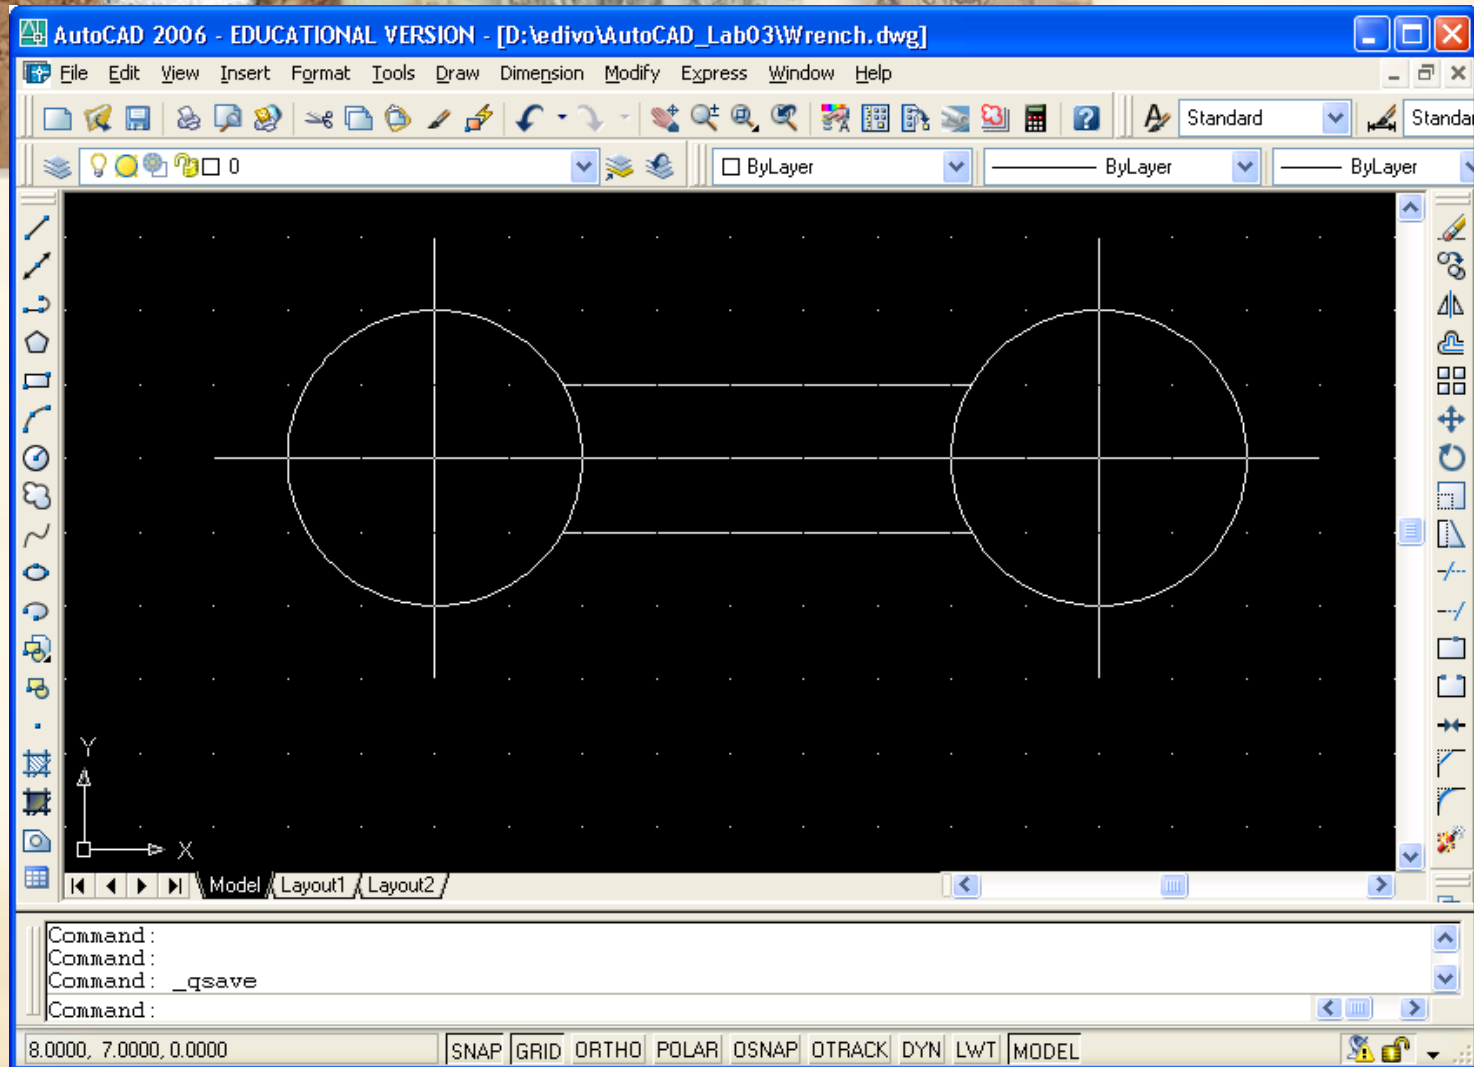 AutoCAD 2006 - EDUCATIONAL VERSION - [D:\edivo\AutoCAD_Lab03\Wrench.dwg]
File Edit View Insert Format Tools Draw Dimension Modify Express Window Help
Standard Standar
0 ByLayer ByLayer ByLayer
Y
X
Model Layout1 Layout2
Command:
Command:
Command: _qsave
Command:
8.0000, 7.0000, 0.0000 SNAP GRID ORTHO POLAR OSNAP OTRACK DYN LWT MODEL